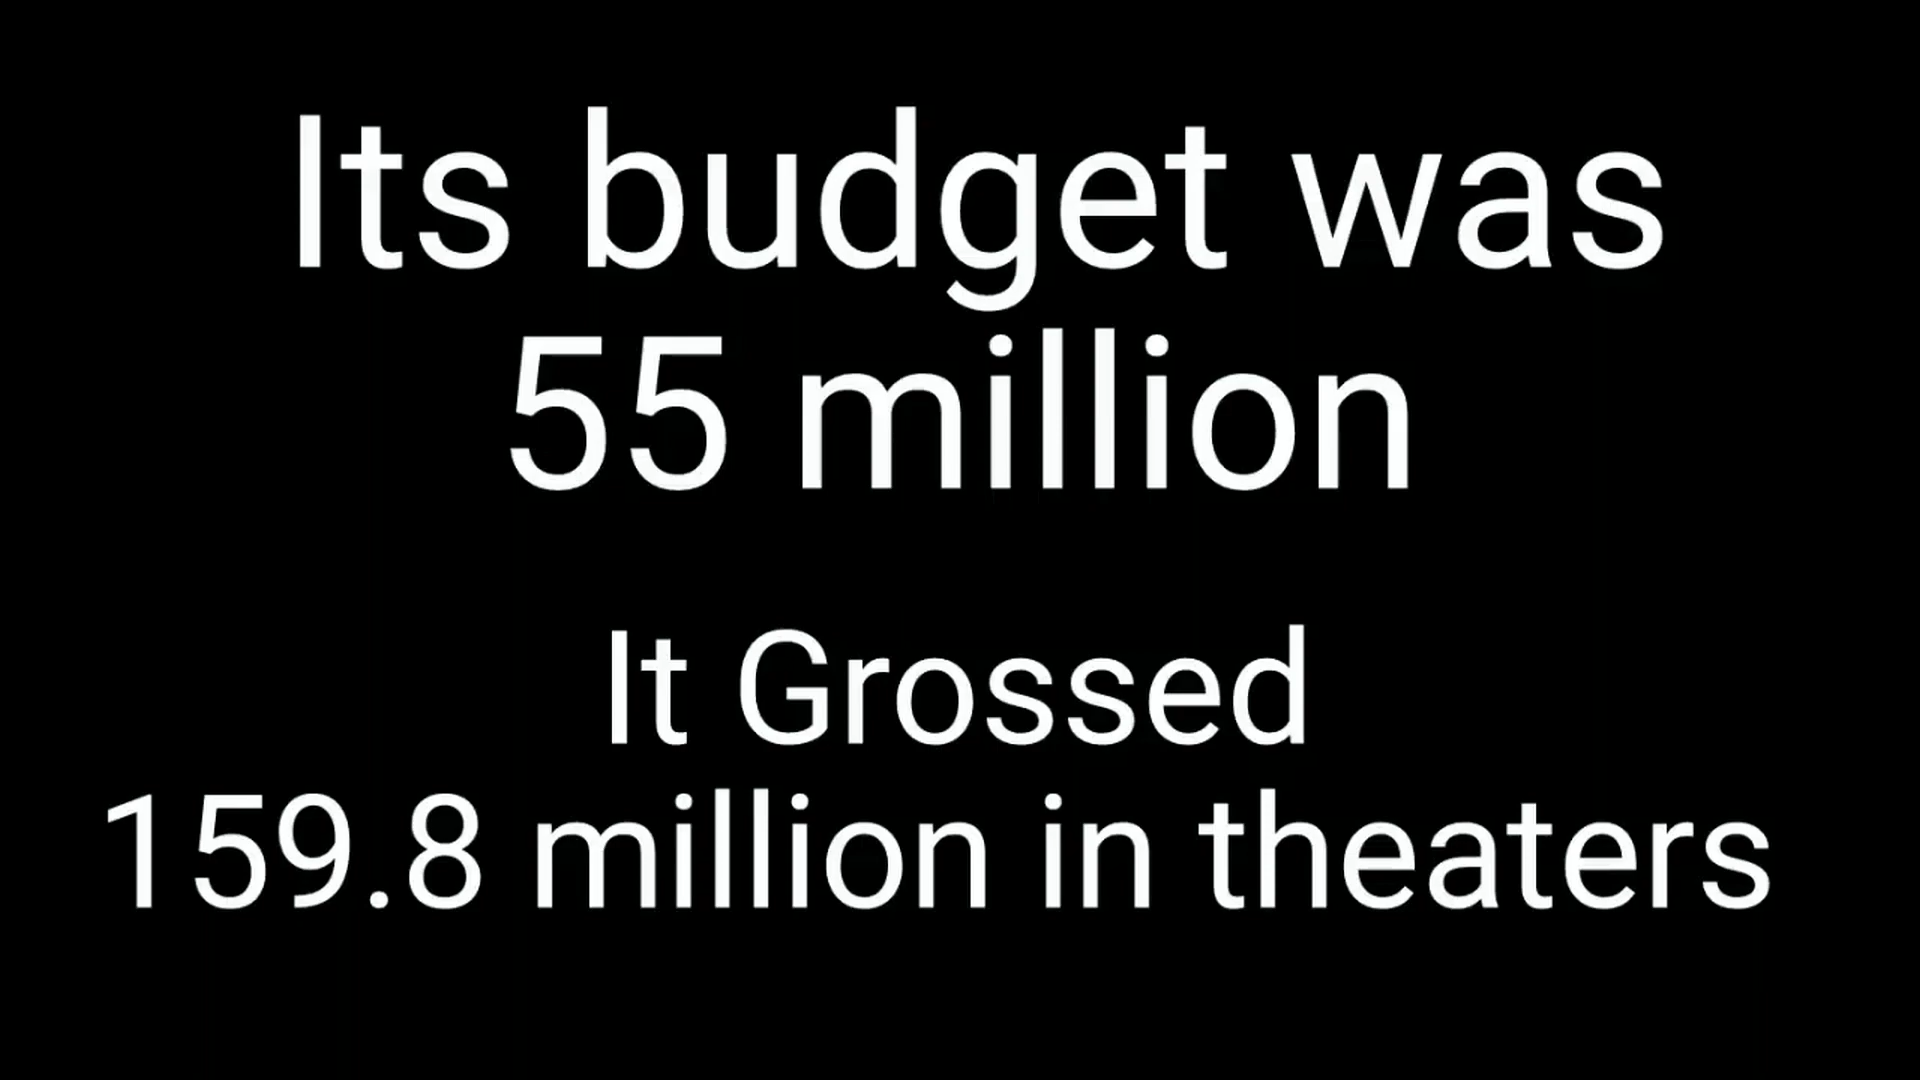 Its budget was
55 million
It Grossed
159.8 million in theaters